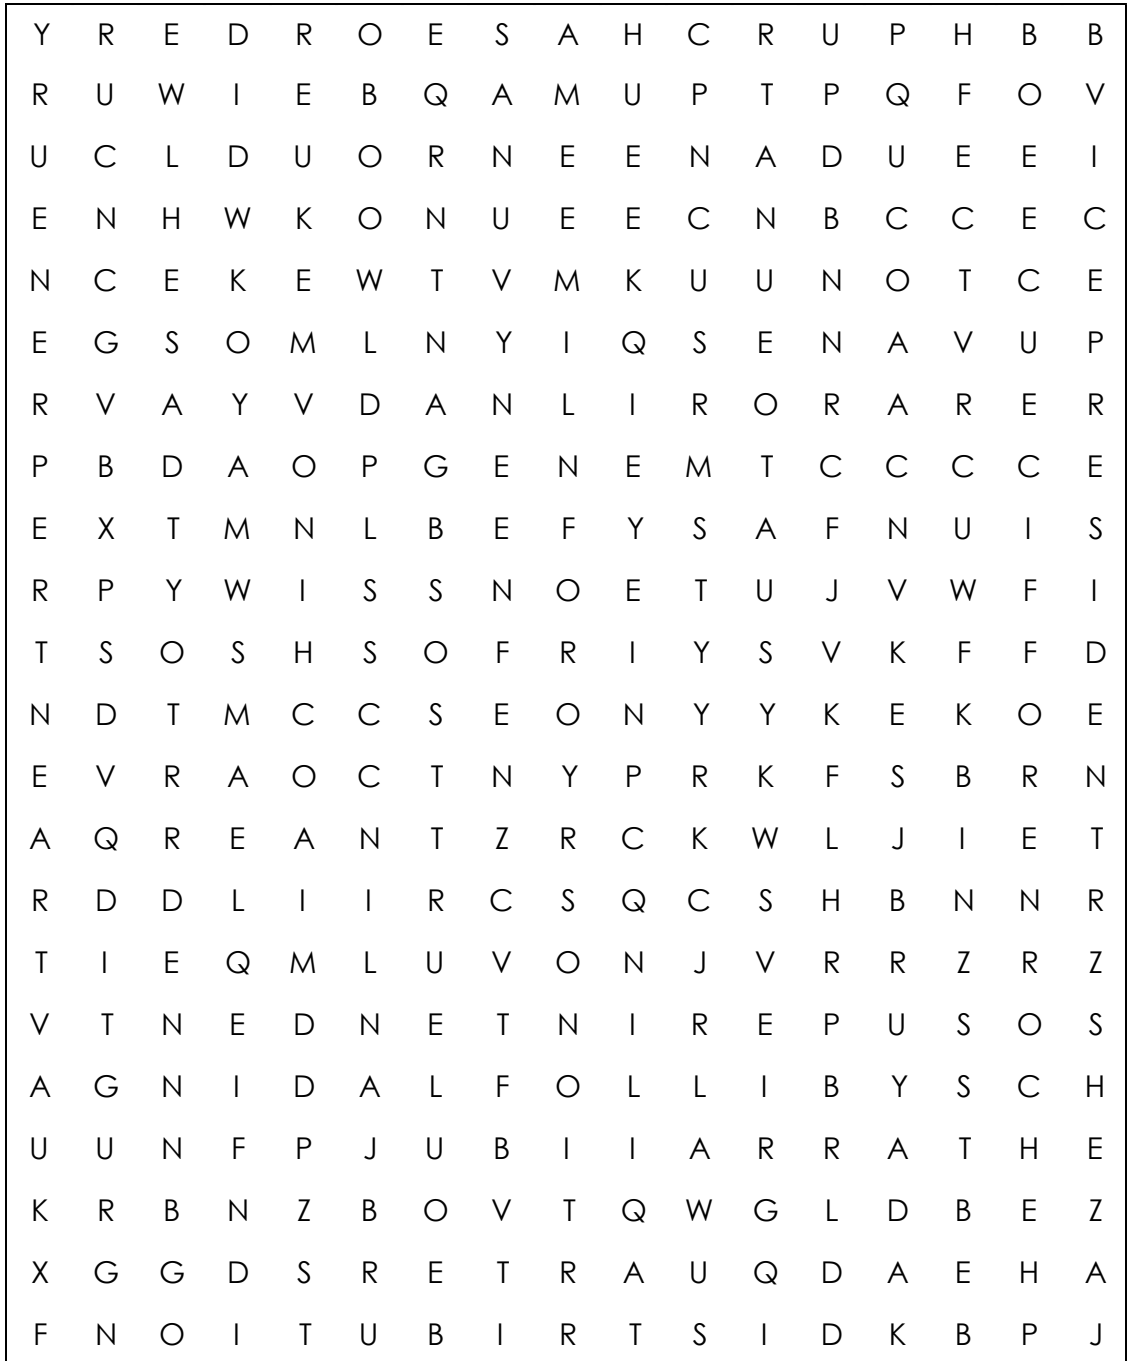 Y R E D R O E S A H C R U P H B B
R U W I E B Q A M U P T P Q F O V
U C L D U O R N E E N A D U E E I
E N H W K O N U E E C N B C C E C
N C E K E W T V M K U U N O T C E
E G S O M L N Y I Q S E N A V U P
R V A Y V D A N L I R O R A R E R
P B D A O P G E N E M T C C C C E
E X T M N L B E F Y S A F N U I S
R P Y W I S S N O E T U J V W F I
T S O S H S O F R I Y S V K F F D
N D T M C C S E O N Y Y K E K O E
E V R A O C T N Y P R K F S B R N
A Q R E A N T Z R C K W L J I E T
R D D L I I R C S Q C S H B N N R
T I E Q M L U V O N J V R R Z R Z
V T N E D N E T N I R E P U S O S
A G N I D A L F O L L I B Y S C H
U U N F P J U B I I A R R A T H E
K R B N Z B O V T Q W G L D B E Z
X G G D S R E T R A U Q D A E H A
F N O I T U B I R T S I D K B P J